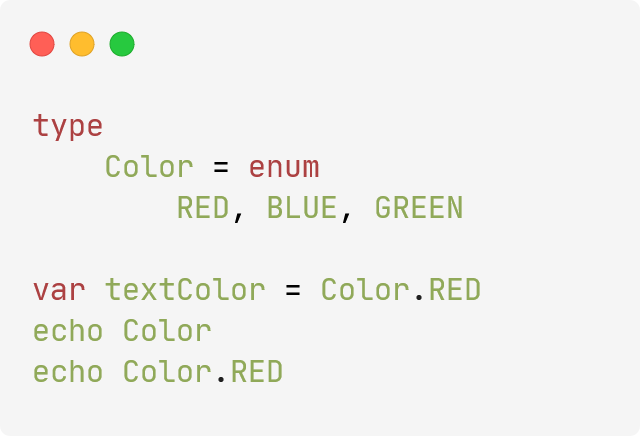 type
    Color = enum
        RED, BLUE, GREEN

var textColor = Color.RED
echo Color
echo Color.RED